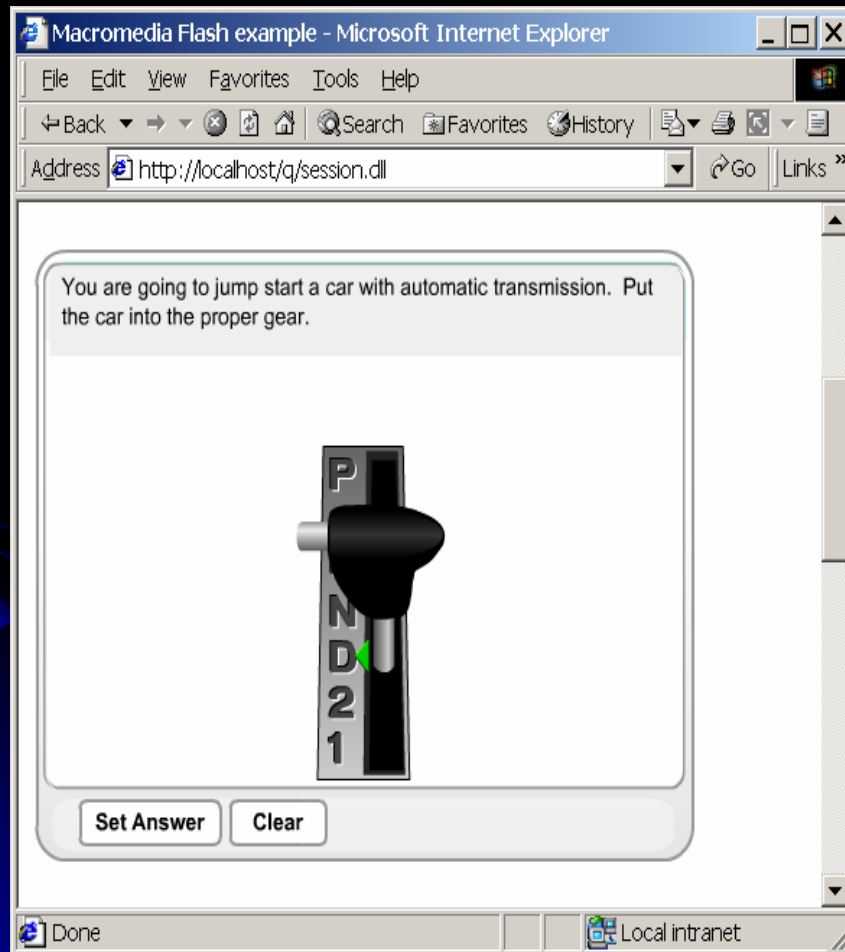 Macromedia Flash example - Microsoft Internet Explorer
File Edit View Favorites Tools Help
Back Search Favorites History
Address http://localhost/q/session.dll Go Links »
You are going to jump start a car with automatic transmission. Put
the car into the proper gear.
P
N
D
2
1
Set Answer Clear
Done Local intranet